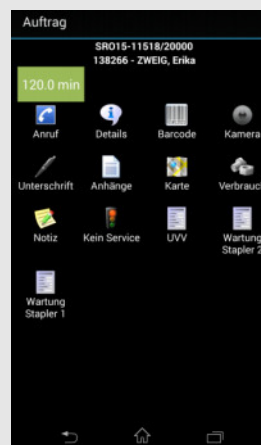 Auftrag
SRO15-11518/20000
138266 - ZWEIG, Erika
120.0 min
Anruf
Details
Barcode
Kamera
Unterschrift
Anhänge
Karte
Verbrauch
Notiz
Kein Service
UVV
Wartung
Stapler 2
Wartung
Stapler 1